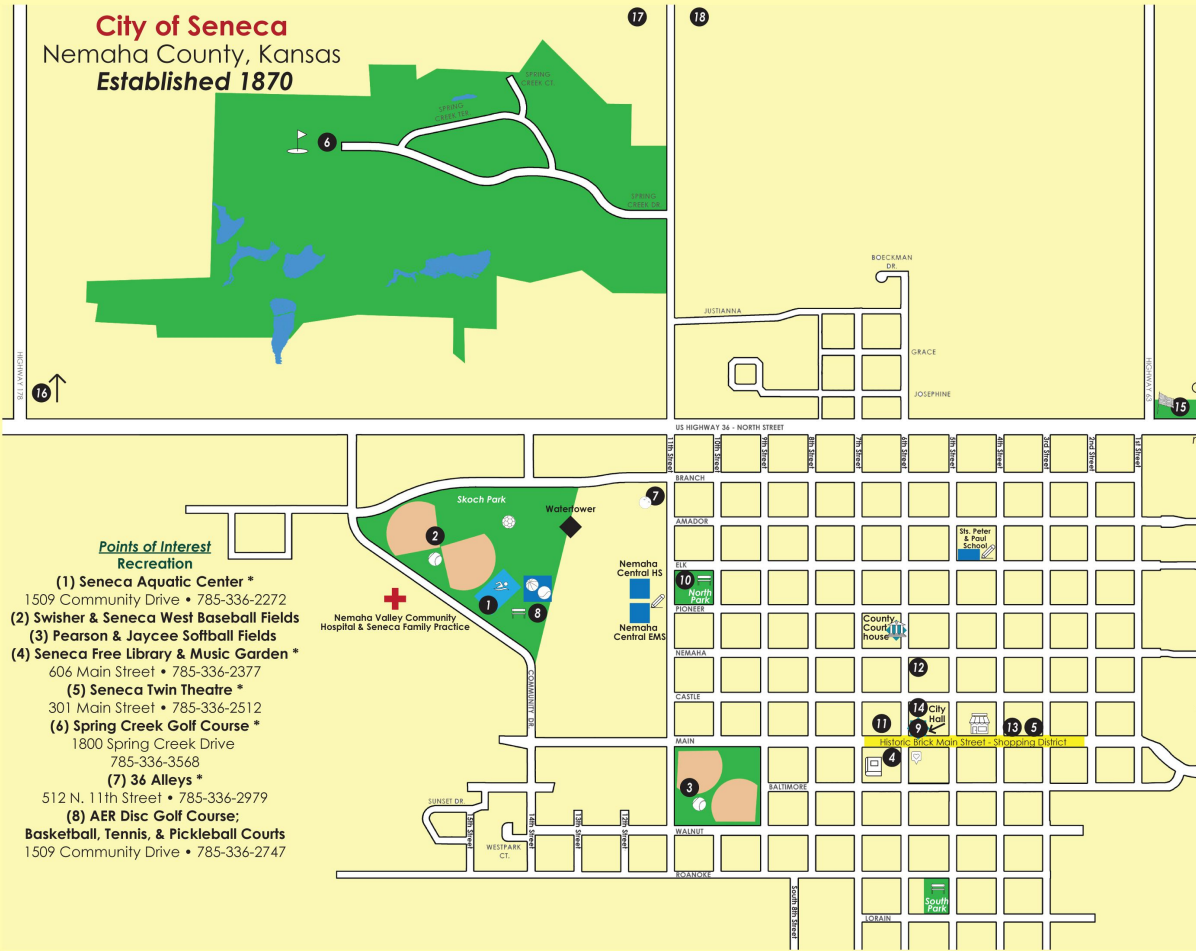 City of Seneca
Nemaha County, Kansas
Established 1870
17
18
SPRING
CREEK CT.
SPRING
CREEK TER.
6
SPRING
CREEK DR.
BOECKMAN
DR.
JUSTIANNA
GRACE
JOSEPHINE
HIGHWAY 178
16
HIGHWAY 63
15
US HIGHWAY 36 - NORTH STREET
11th Street
10th Street
9th Street
8th Street
7th Street
6th Street
5th Street
4th Street
3rd Street
2nd Street
1st Street
BRANCH
Skoch Park
7
Watertower
AMADOR
2
Sts. Peter
& Paul
School
ELK
Nemaha
Central HS
10
North
Park
PIONEER
1
8
Nemaha Valley Community
Hospital & Seneca Family Practice
Nemaha
Central EMS
County
Court
house
NEMAHA
12
COMMUNITY DR.
CASTLE
14
City
Hall
11
9
13
5
MAIN
Historic Brick Main Street - Shopping District
4
3
BALTIMORE
SUNSET DR.
15th Street
14th Street
13th Street
12th Street
WALNUT
WESTPARK
CT.
ROANOKE
South 8th Street
South
Park
LORAIN
Points of Interest
Recreation
(1) Seneca Aquatic Center *
1509 Community Drive • 785-336-2272
(2) Swisher & Seneca West Baseball Fields
(3) Pearson & Jaycee Softball Fields
(4) Seneca Free Library & Music Garden *
606 Main Street • 785-336-2377
(5) Seneca Twin Theatre *
301 Main Street • 785-336-2512
(6) Spring Creek Golf Course *
1800 Spring Creek Drive
785-336-3568
(7) 36 Alleys *
512 N. 11th Street • 785-336-2979
(8) AER Disc Golf Course;
Basketball, Tennis, & Pickleball Courts
1509 Community Drive • 785-336-2747